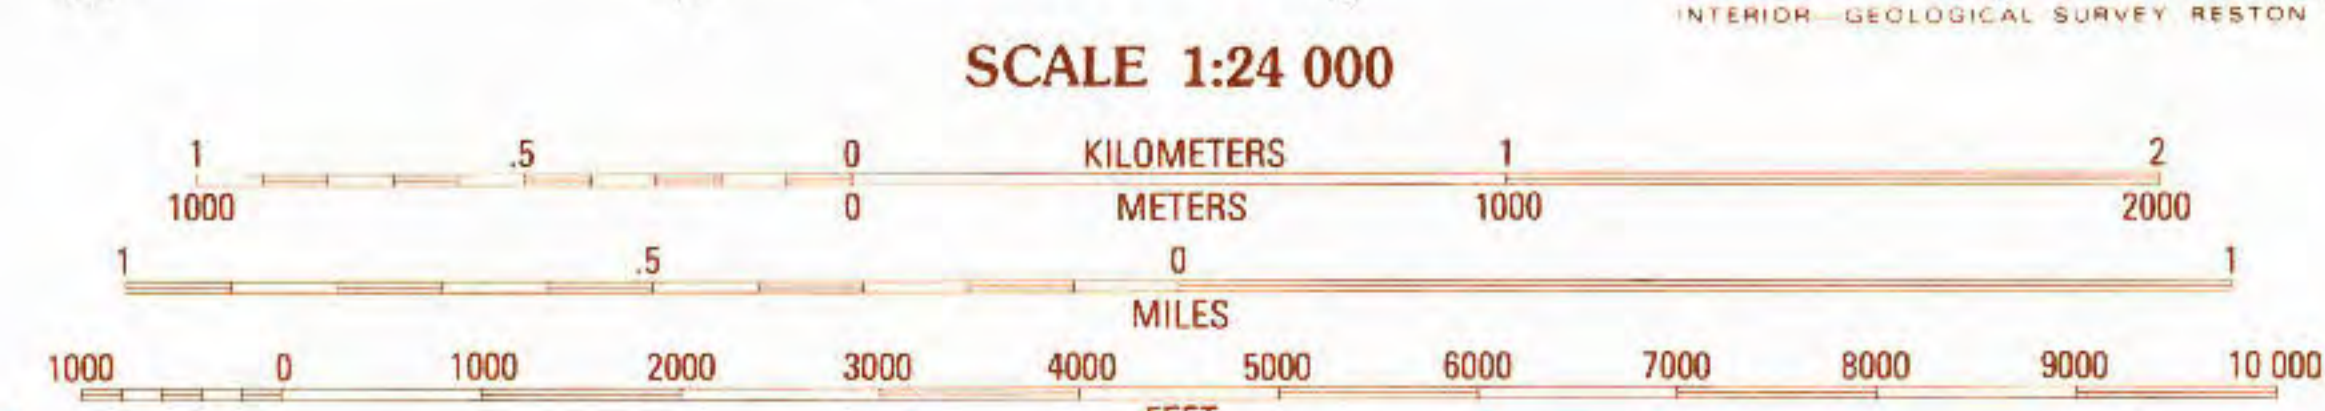 INTERIOR—GEOLOGICAL SURVEY RESTON
SCALE 1:24 000
1 .5 0 KILOMETERS 1 2
1000 0 METERS 1000 2000
1 .5 0 1
MILES
1000 0 1000 2000 3000 4000 5000 6000 7000 8000 9000 10 000
FEET